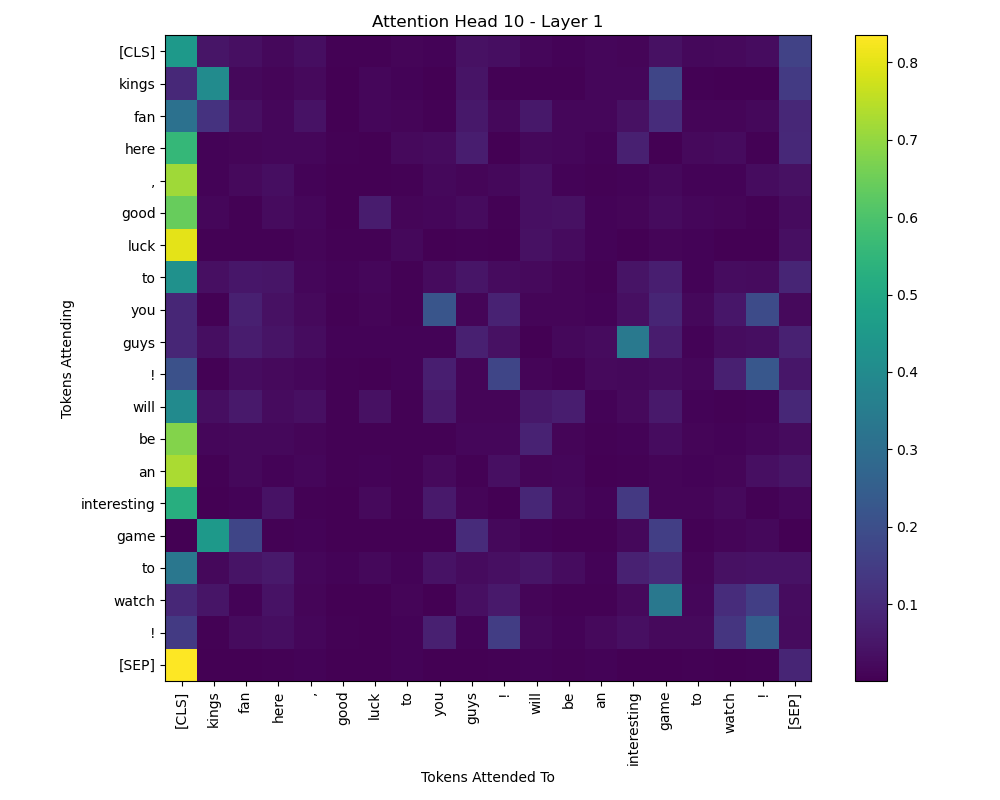 Attention Head 10 - Layer 1
Tokens Attending
[CLS]
kings
fan
here
,
good
luck
to
you
guys
!
will
be
an
interesting
game
to
watch
!
[SEP]
[CLS] kings fan here , good luck to you guys ! will be an interesting game to watch ! [SEP]
Tokens Attended To
0.8
0.7
0.6
0.5
0.4
0.3
0.2
0.1